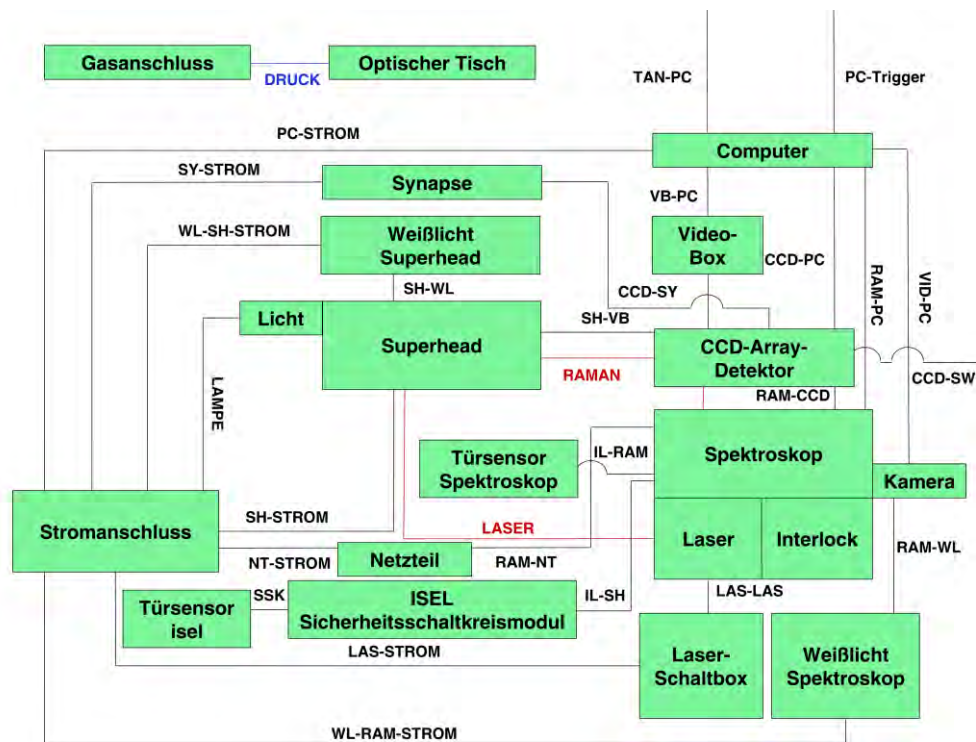 TAN-PC
PC-Trigger
Gasanschluss
DRUCK
Optischer Tisch
PC-STROM
Computer
SY-STROM
Synapse
VB-PC
WL-SH-STROM
Weißlicht
Superhead
Video-
Box
CCD-PC
RAM-PC
VID-PC
SH-WL
CCD-SY
Licht
Superhead
SH-VB
RAMAN
CCD-Array-
Detektor
CCD-SW
LAMPE
RAM-CCD
Türsensor
Spektroskop
IL-RAM
Spektroskop
Kamera
Stromanschluss
SH-STROM
LASER
Laser
Interlock
RAM-WL
NT-STROM
Netzteil
RAM-NT
LAS-LAS
Türsensor
isel
SSK
ISEL
Sicherheitsschaltkreismodul
IL-SH
LAS-STROM
Laser-
Schaltbox
Weißlicht
Spektroskop
WL-RAM-STROM